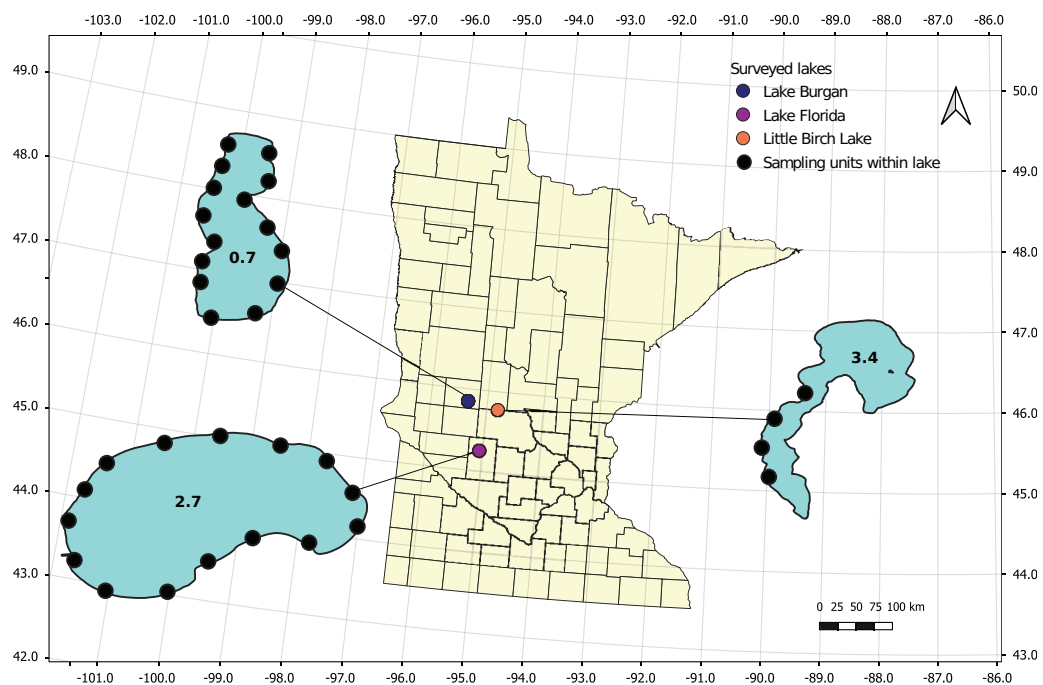 -103.0 -102.0 -101.0 -100.0 -99.0 -98.0 -97.0 -96.0 -95.0 -94.0 -93.0 -92.0 -91.0 -90.0 -89.0 -88.0 -87.0 -86.0
Surveyed lakes
49.0
Lake Burgan
50.0
Lake Florida
Little Birch Lake
48.0
Sampling units within lake
49.0
47.0
0.7
48.0
46.0
47.0
3.4
45.0
46.0
44.0
2.7
45.0
43.0
44.0
0 25 50 75 100 km
42.0
43.0
-101.0 -100.0 -99.0 -98.0 -97.0 -96.0 -95.0 -94.0 -93.0 -92.0 -91.0 -90.0 -89.0 -88.0 -87.0 -86.0